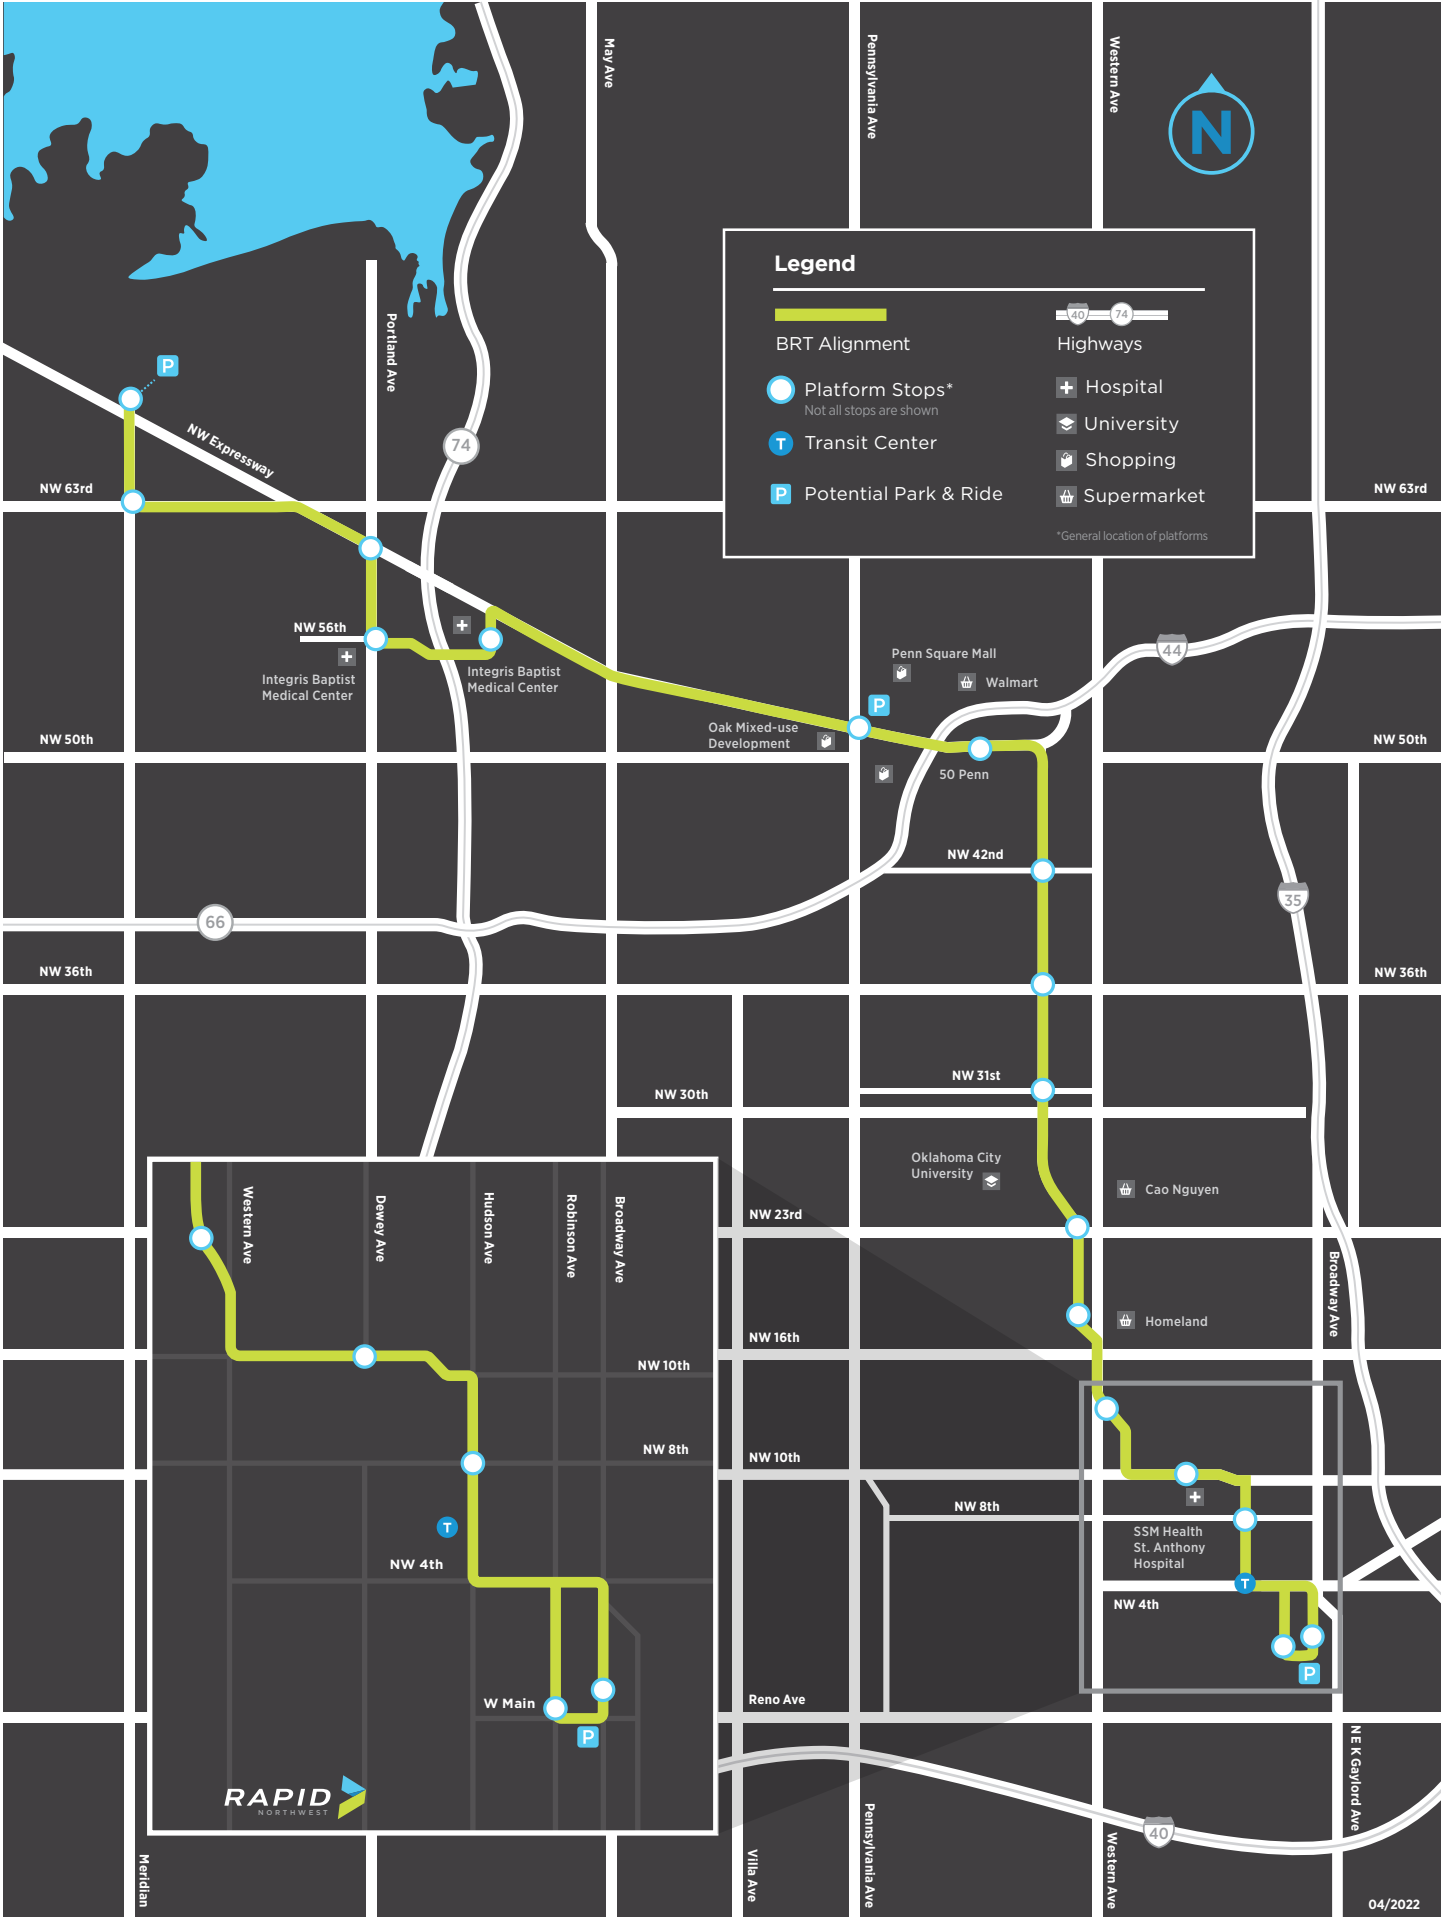 May Ave
Pennsylvania Ave
Western Ave
N
Legend
BRT Alignment
40
74
Highways
Platform Stops*
Not all stops are shown
Transit Center
T
Potential Park & Ride
P
Hospital
University
Shopping
Supermarket
*General location of platforms
Portland Ave
P
NW Expressway
74
NW 63rd
NW 63rd
NW 56th
Integris Baptist
Medical Center
Integris Baptist
Medical Center
Penn Square Mall
Walmart
44
P
Oak Mixed-use
Development
50 Penn
NW 50th
NW 50th
NW 42nd
35
66
NW 36th
NW 36th
NW 31st
NW 30th
Oklahoma City
University
Cao Nguyen
NW 23rd
Broadway Ave
Homeland
NW 16th
NW 10th
NW 8th
SSM Health
St. Anthony
Hospital
T
NW 4th
P
Reno Ave
N E K Gaylord Ave
40
Meridian
Villa Ave
Pennsylvania Ave
Western Ave
04/2022
Western Ave
Dewey Ave
Hudson Ave
Robinson Ave
Broadway Ave
NW 10th
NW 8th
T
NW 4th
W Main
P
RAPID
NORTHWEST